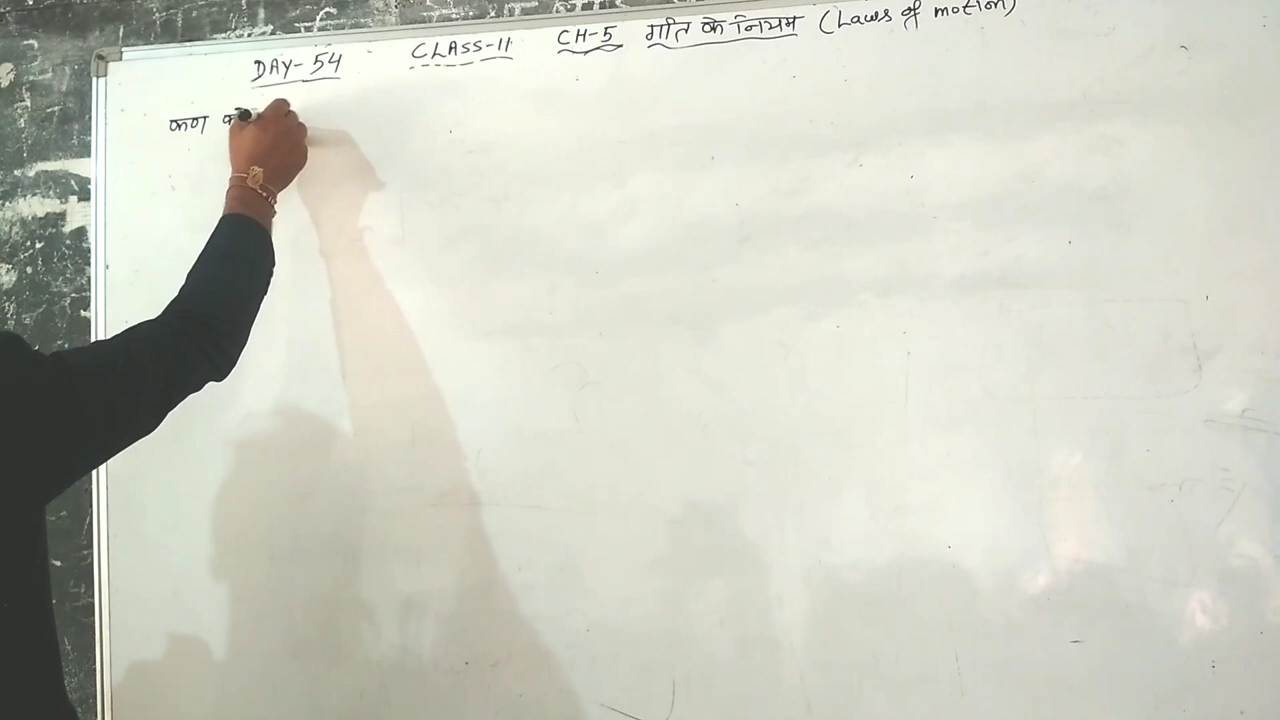 DAY-54 CLASS-11 CH-5 गति के नियम (Laws of motion)
कण